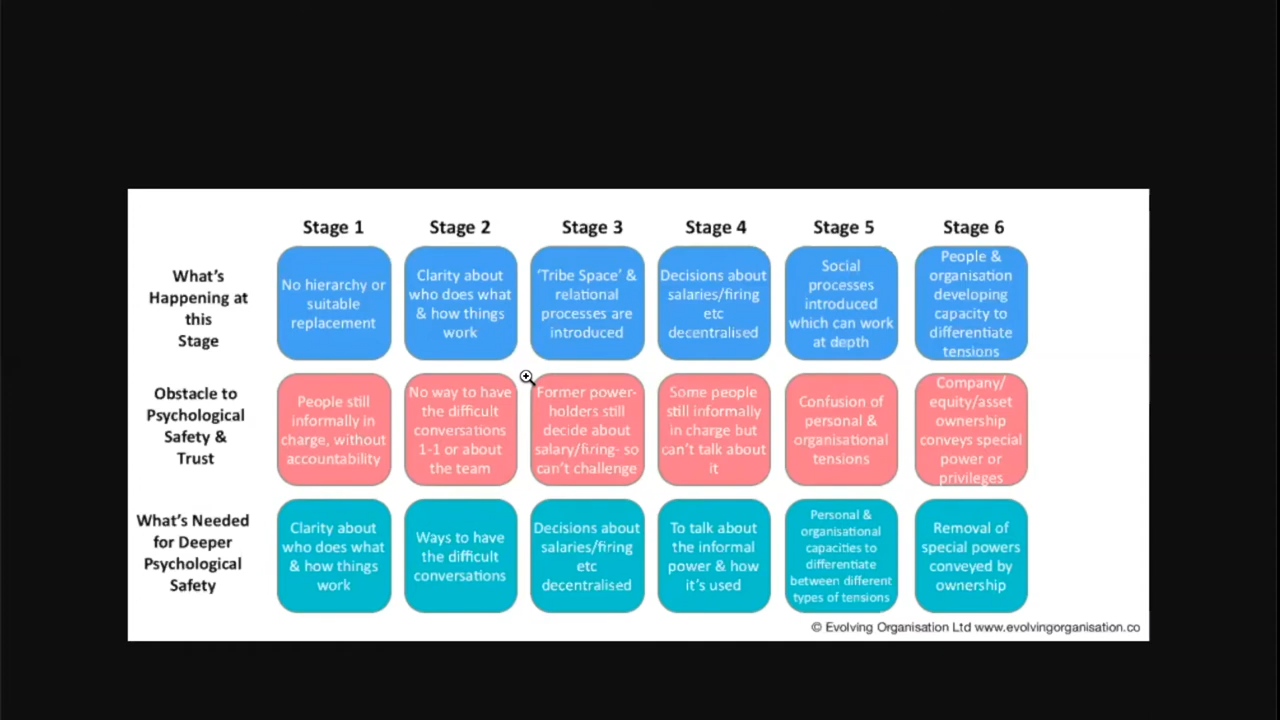 Stage 1
Stage 2
Stage 3
Stage 4
Stage 5
Stage 6
What's
Happening at
this
Stage
No hierarchy or
suitable
replacement
Clarity about
who does what
& how things
work
'Tribe Space' &
relational
processes are
introduced
Decisions about
salaries/firing
etc
decentralised
Social
processes
introduced
which can work
at depth
People &
organisation
developing
capacity to
differentiate
tensions
Obstacle to
Psychological
Safety &
Trust
People still
informally in
charge, without
accountability
No way to have
the difficult
conversations
1-1 or about
the team
Former power-
holders still
decide about
salary/firing- so
can't challenge
Some people
still informally
in charge but
can't talk about
it
Confusion of
personal &
organisational
tensions
Company/
equity/asset
ownership
conveys special
power or
privileges
What's Needed
for Deeper
Psychological
Safety
Clarity about
who does what
& how things
work
Ways to have
the difficult
conversations
Decisions about
salaries/firing
etc
decentralised
To talk about
the informal
power & how
it's used
Personal &
organisational
capacities to
differentiate
between different
types of tensions
Removal of
special powers
conveyed by
ownership
© Evolving Organisation Ltd www.evolvingorganisation.co